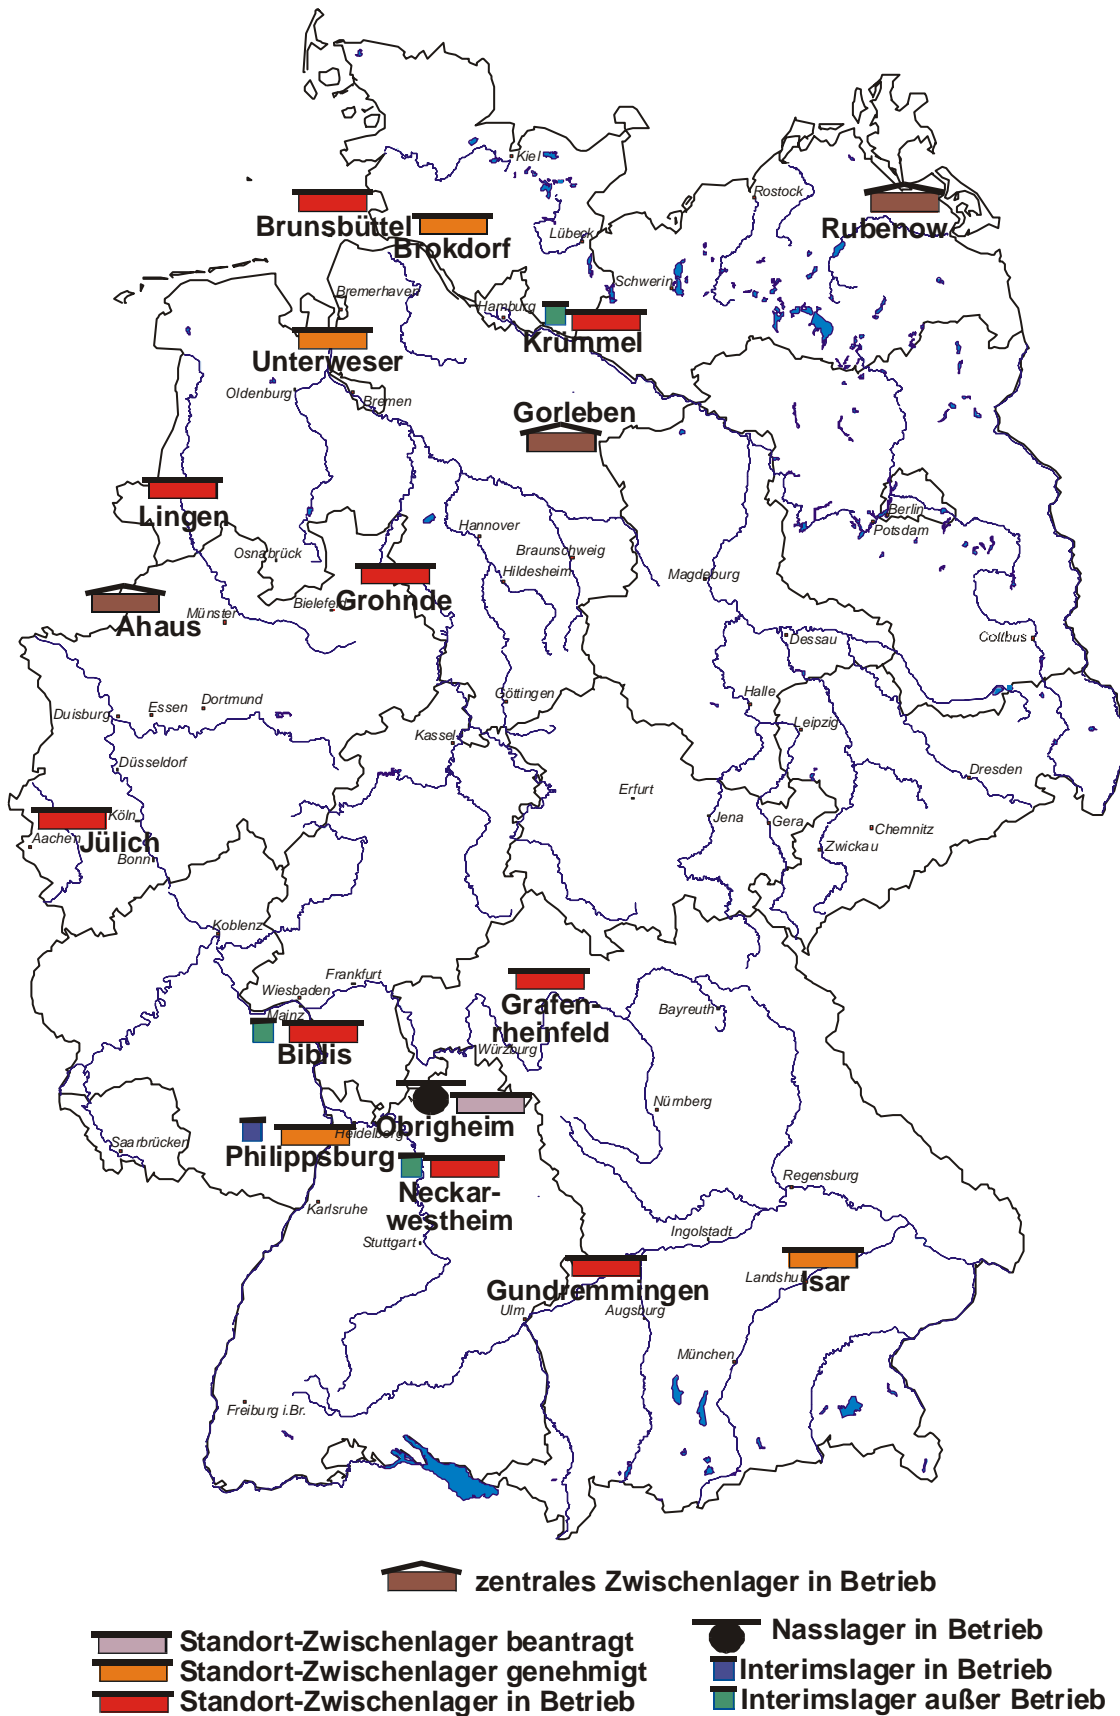 Kiel
Rostock
Brunsbüttel
Brokdorf
Rubenow
Lübeck
Schwerin
Bremerhaven
Hamburg
Krümmel
Unterweser
Oldenburg
Bremen
Gorleben
Lingen
Hannover
Berlin
Potsdam
Osnabrück
Braunschweig
Hildesheim
Magdeburg
Bielefeld
Grohnde
Ahaus
Münster
Dessau
Cottbus
Göttingen
Halle
Duisburg
Essen
Dortmund
Leipzig
Kassel
Düsseldorf
Dresden
Erfurt
Köln
Jena
Gera
Chemnitz
Aachen
Jülich
Zwickau
Bonn
Koblenz
Frankfurt
Wiesbaden
Mainz
Grafen-
rheinfeld
Bayreuth
Biblis
Würzburg
Nürnberg
Obrigheim
Heidelberg
Saarbrücken
Philippsburg
Regensburg
Neckar-
westheim
Karlsruhe
Stuttgart
Ingolstadt
Landshut
Isar
Gundremmingen
Ulm
Augsburg
München
Freiburg i.Br.
zentrales Zwischenlager in Betrieb
Standort-Zwischenlager beantragt
Standort-Zwischenlager genehmigt
Standort-Zwischenlager in Betrieb
Nasslager in Betrieb
Interimslager in Betrieb
Interimslager außer Betrieb